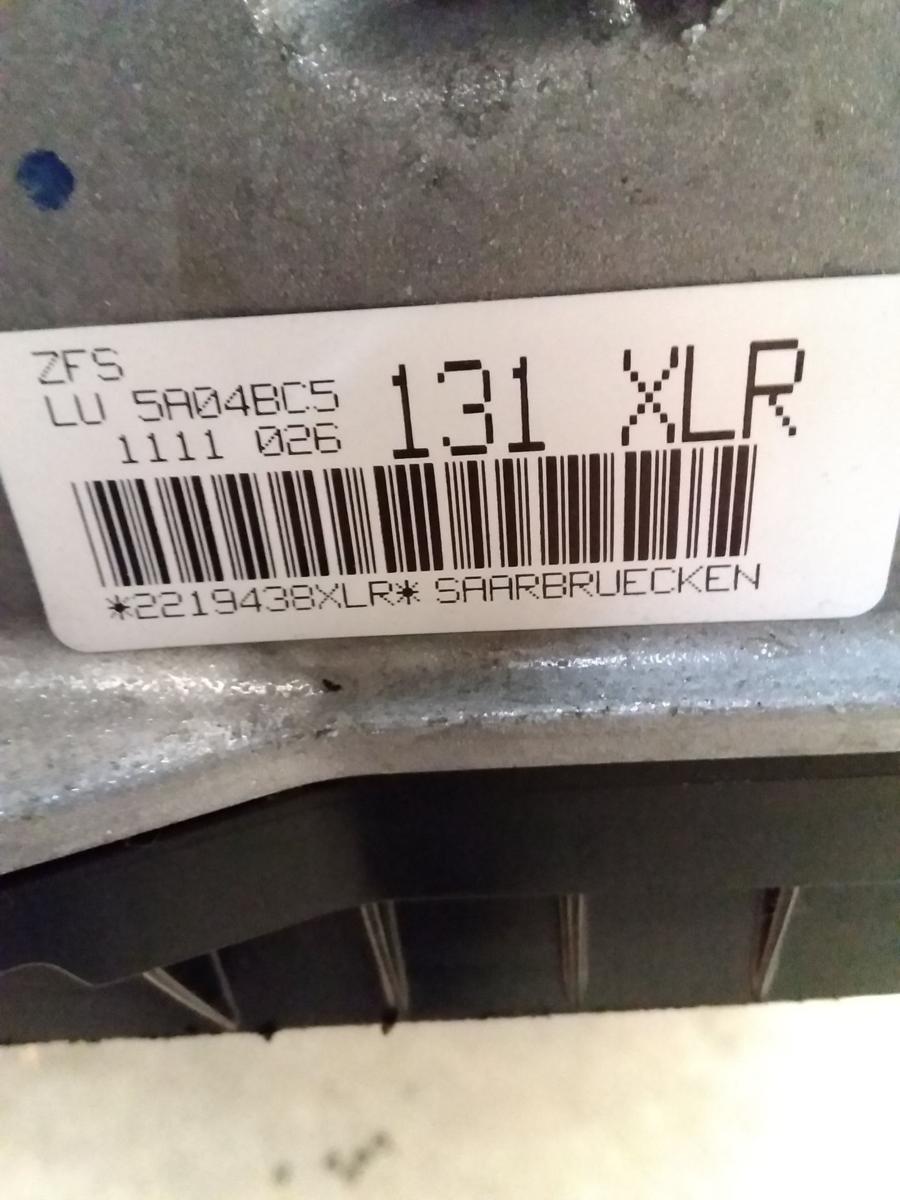 ZFS
LU 5A04BC5
1111 026
131 XLR
*2219438XLR* SAARBRUECKEN